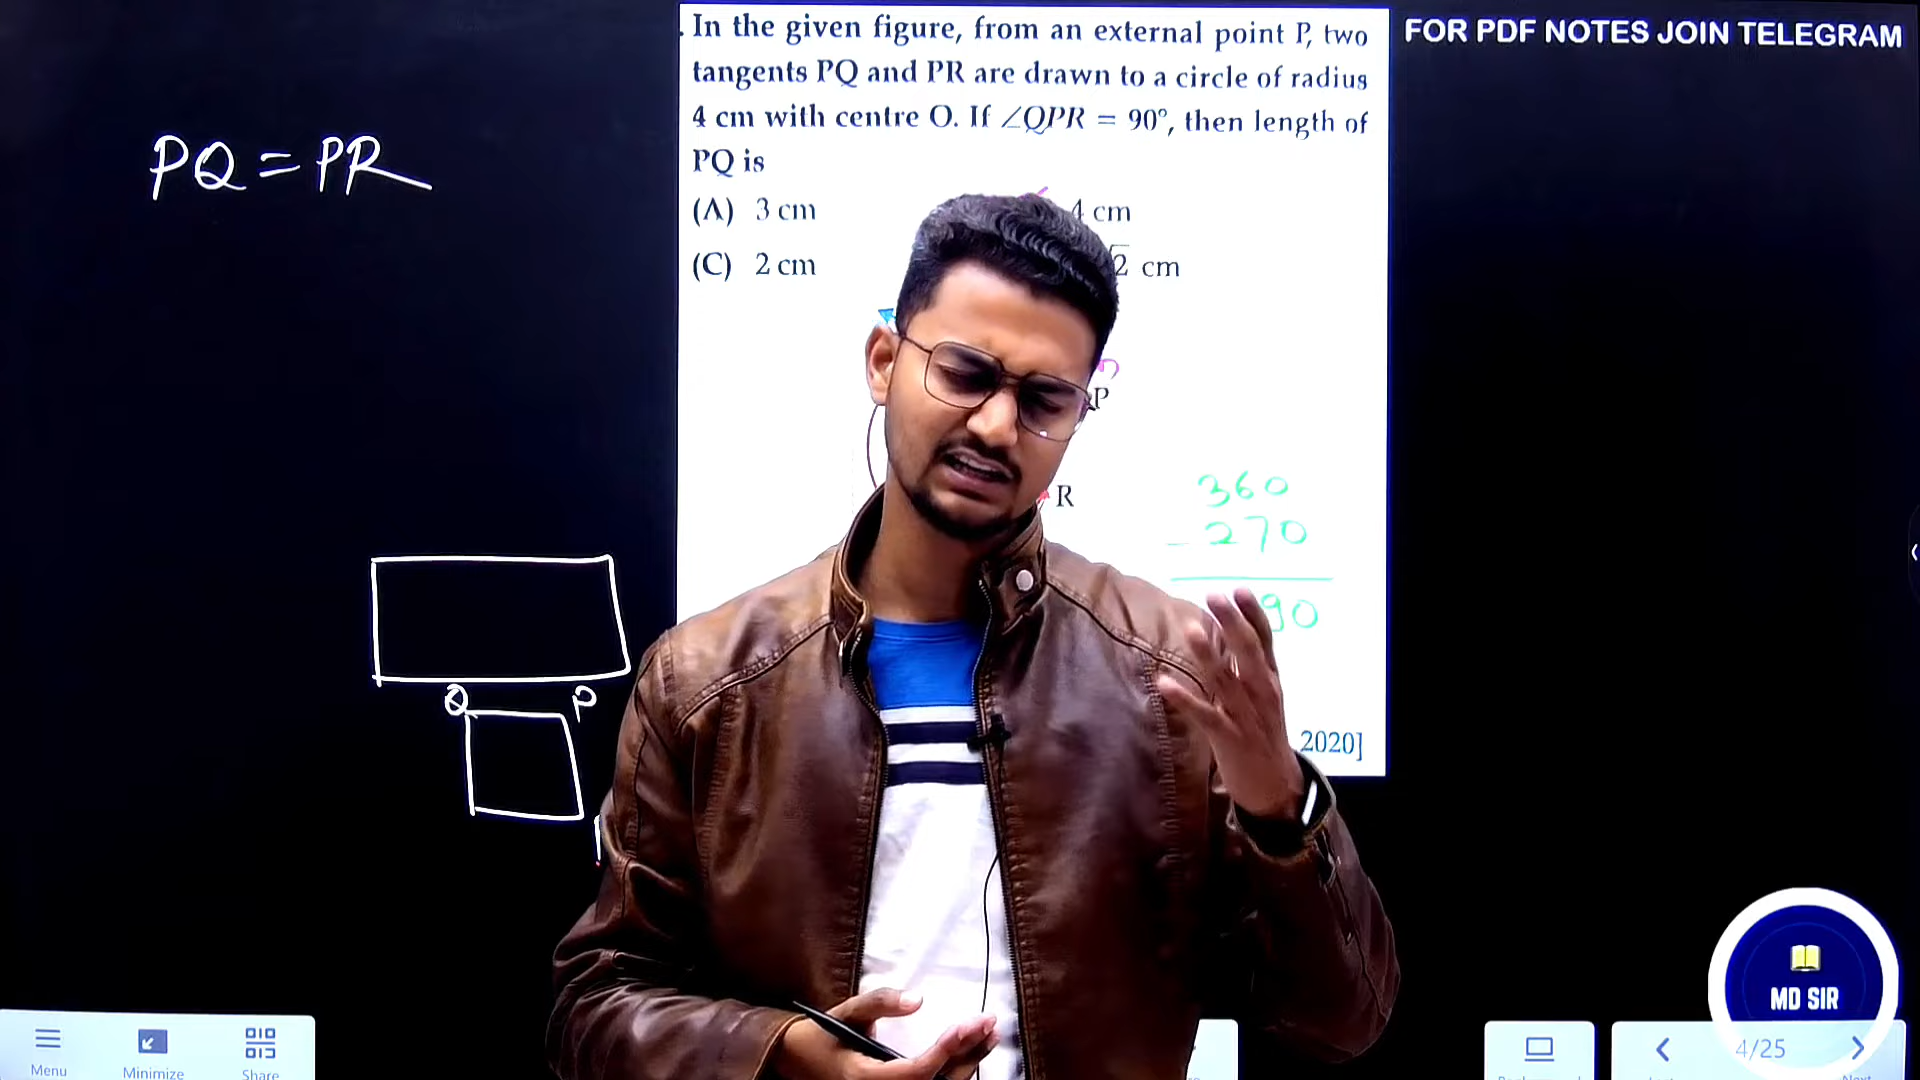 In the given figure, from an external point P, two
tangents PQ and PR are drawn to a circle of radius
4 cm with centre O. If ∠QPR = 90°, then length of
PQ is
(A) 3 cm
4 cm
(C) 2 cm
√2 cm
P
R
360
- 270
90
2020]
FOR PDF NOTES JOIN TELEGRAM
PQ = PR
Q P
MD SIR
Menu
Minimize
Share
4/25